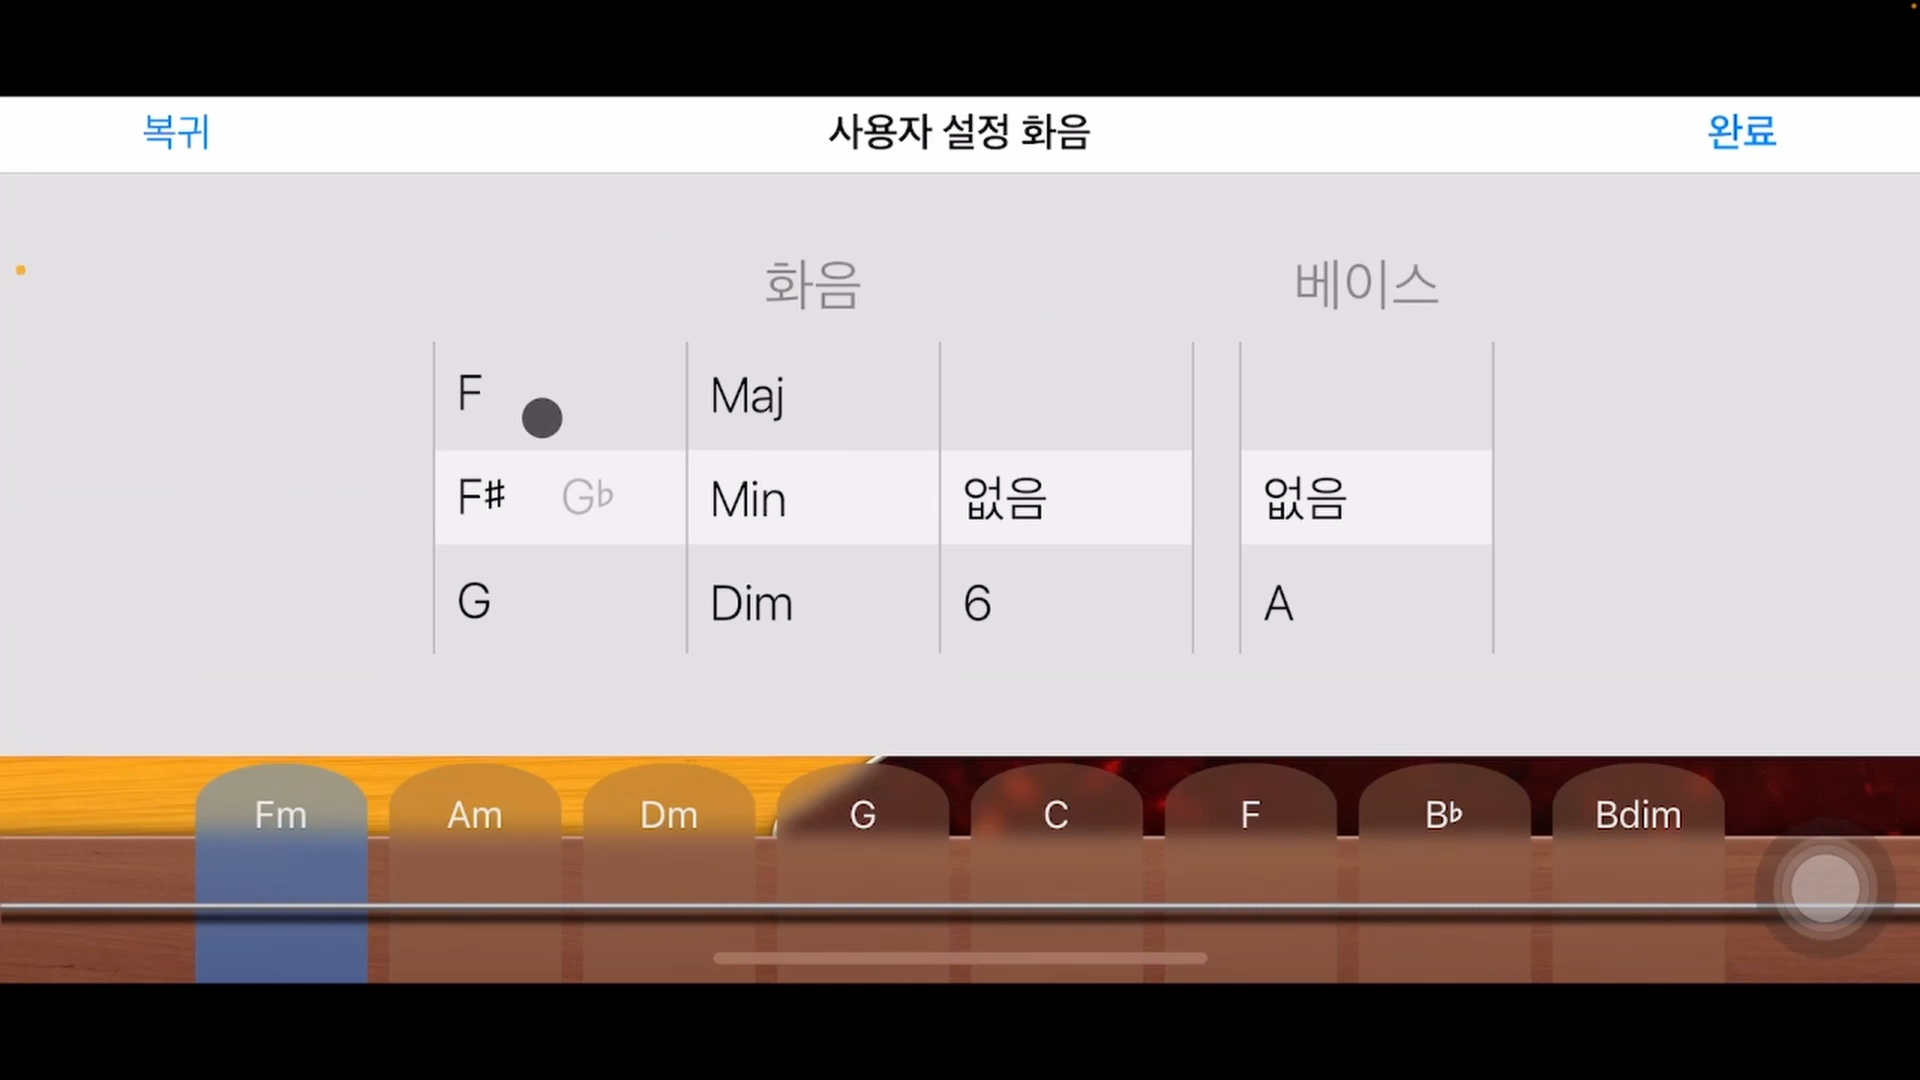 복귀 사용자 설정 화음 완료
화음 베이스
F Maj
F♯ G♭ Min 없음 없음
G Dim 6 A
Fm Am Dm G C F B♭ Bdim